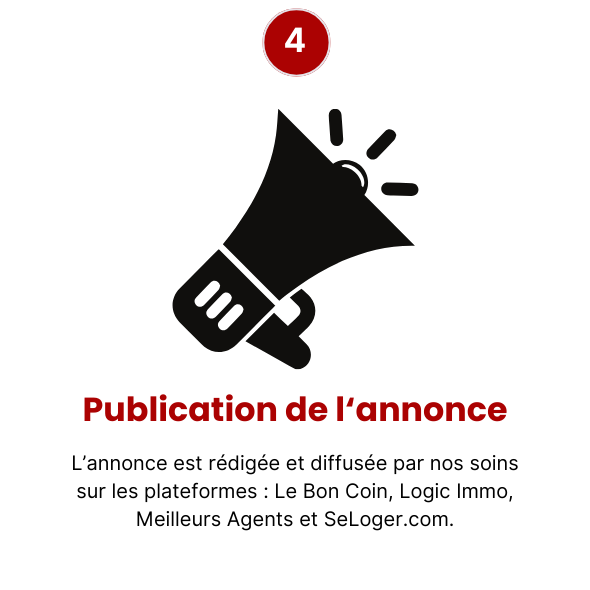 4
Publication de l‘annonce
L’annonce est rédigée et diffusée par nos soins
sur les plateformes : Le Bon Coin, Logic Immo,
Meilleurs Agents et SeLoger.com.